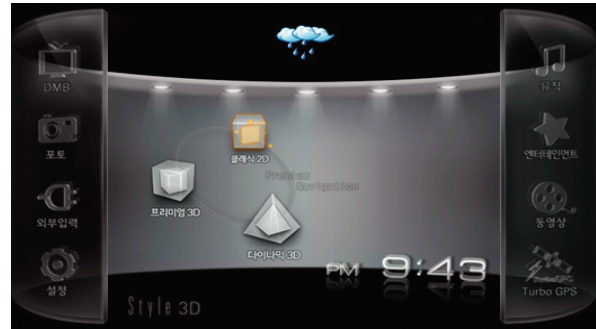 DMB
포토
외부입력
설정
클래식 2D
프리미엄 3D
다이나믹 3D
Premium
Navigation
PM 9:43
Style 3D
뮤직
엔터테인먼트
동영상
Turbo GPS